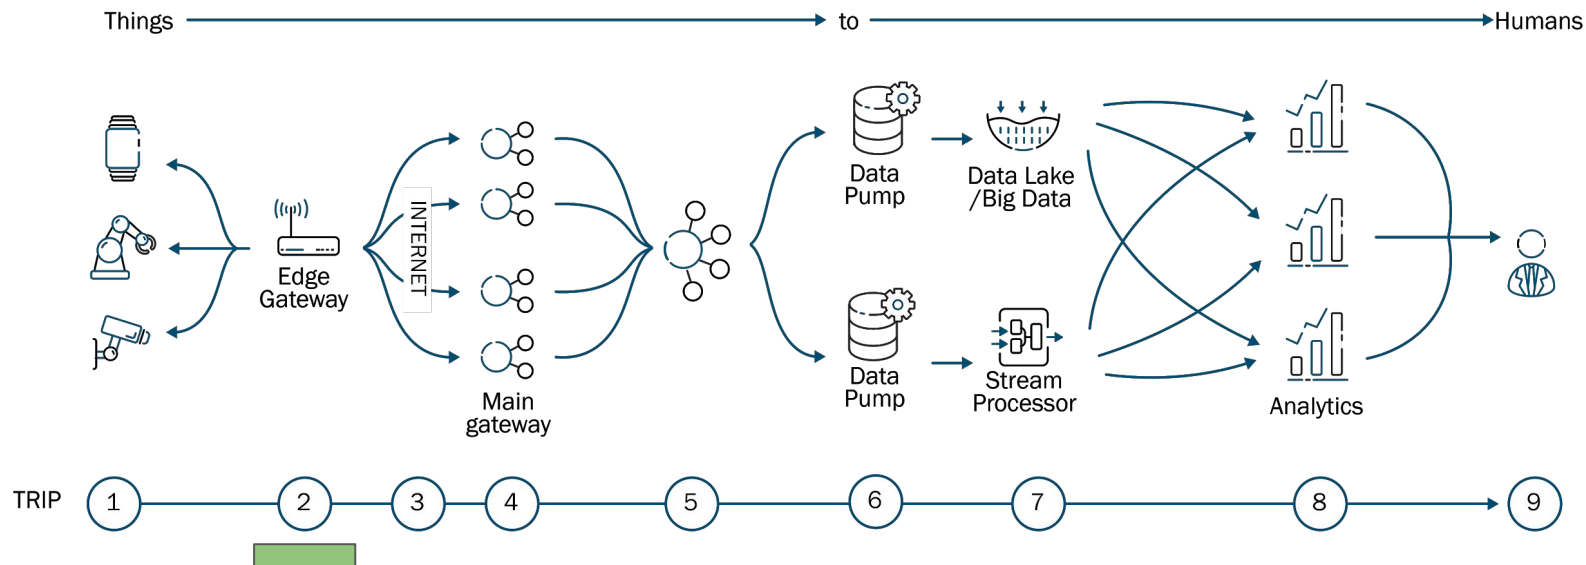 Things to Humans
INTERNET
Edge
Gateway
Main
gateway
Data
Pump
Data Lake
/Big Data
Data
Pump
Stream
Processor
Analytics
TRIP 1 2 3 4 5 6 7 8 9